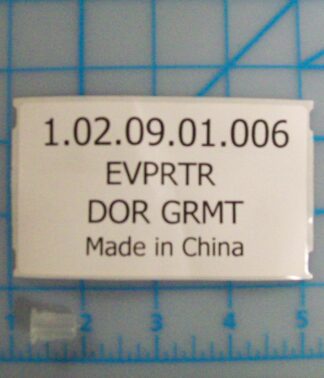 1.02.09.01.006
EVPRTR
DOR GRMT
Made in China
1 2 3 4 5